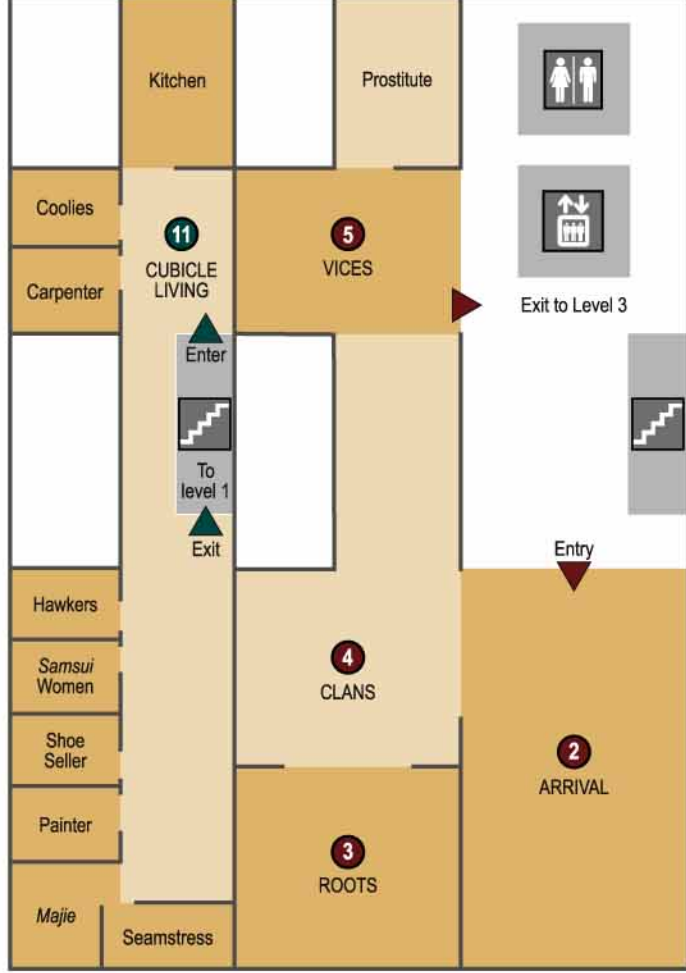 Kitchen
Prostitute
Coolies
11
5
CUBICLE
LIVING
VICES
Carpenter
Exit to Level 3
Enter
To
level 1
Exit
Entry
Hawkers
Samsui
Women
4
CLANS
Shoe
Seller
2
ARRIVAL
Painter
3
ROOTS
Majie
Seamstress